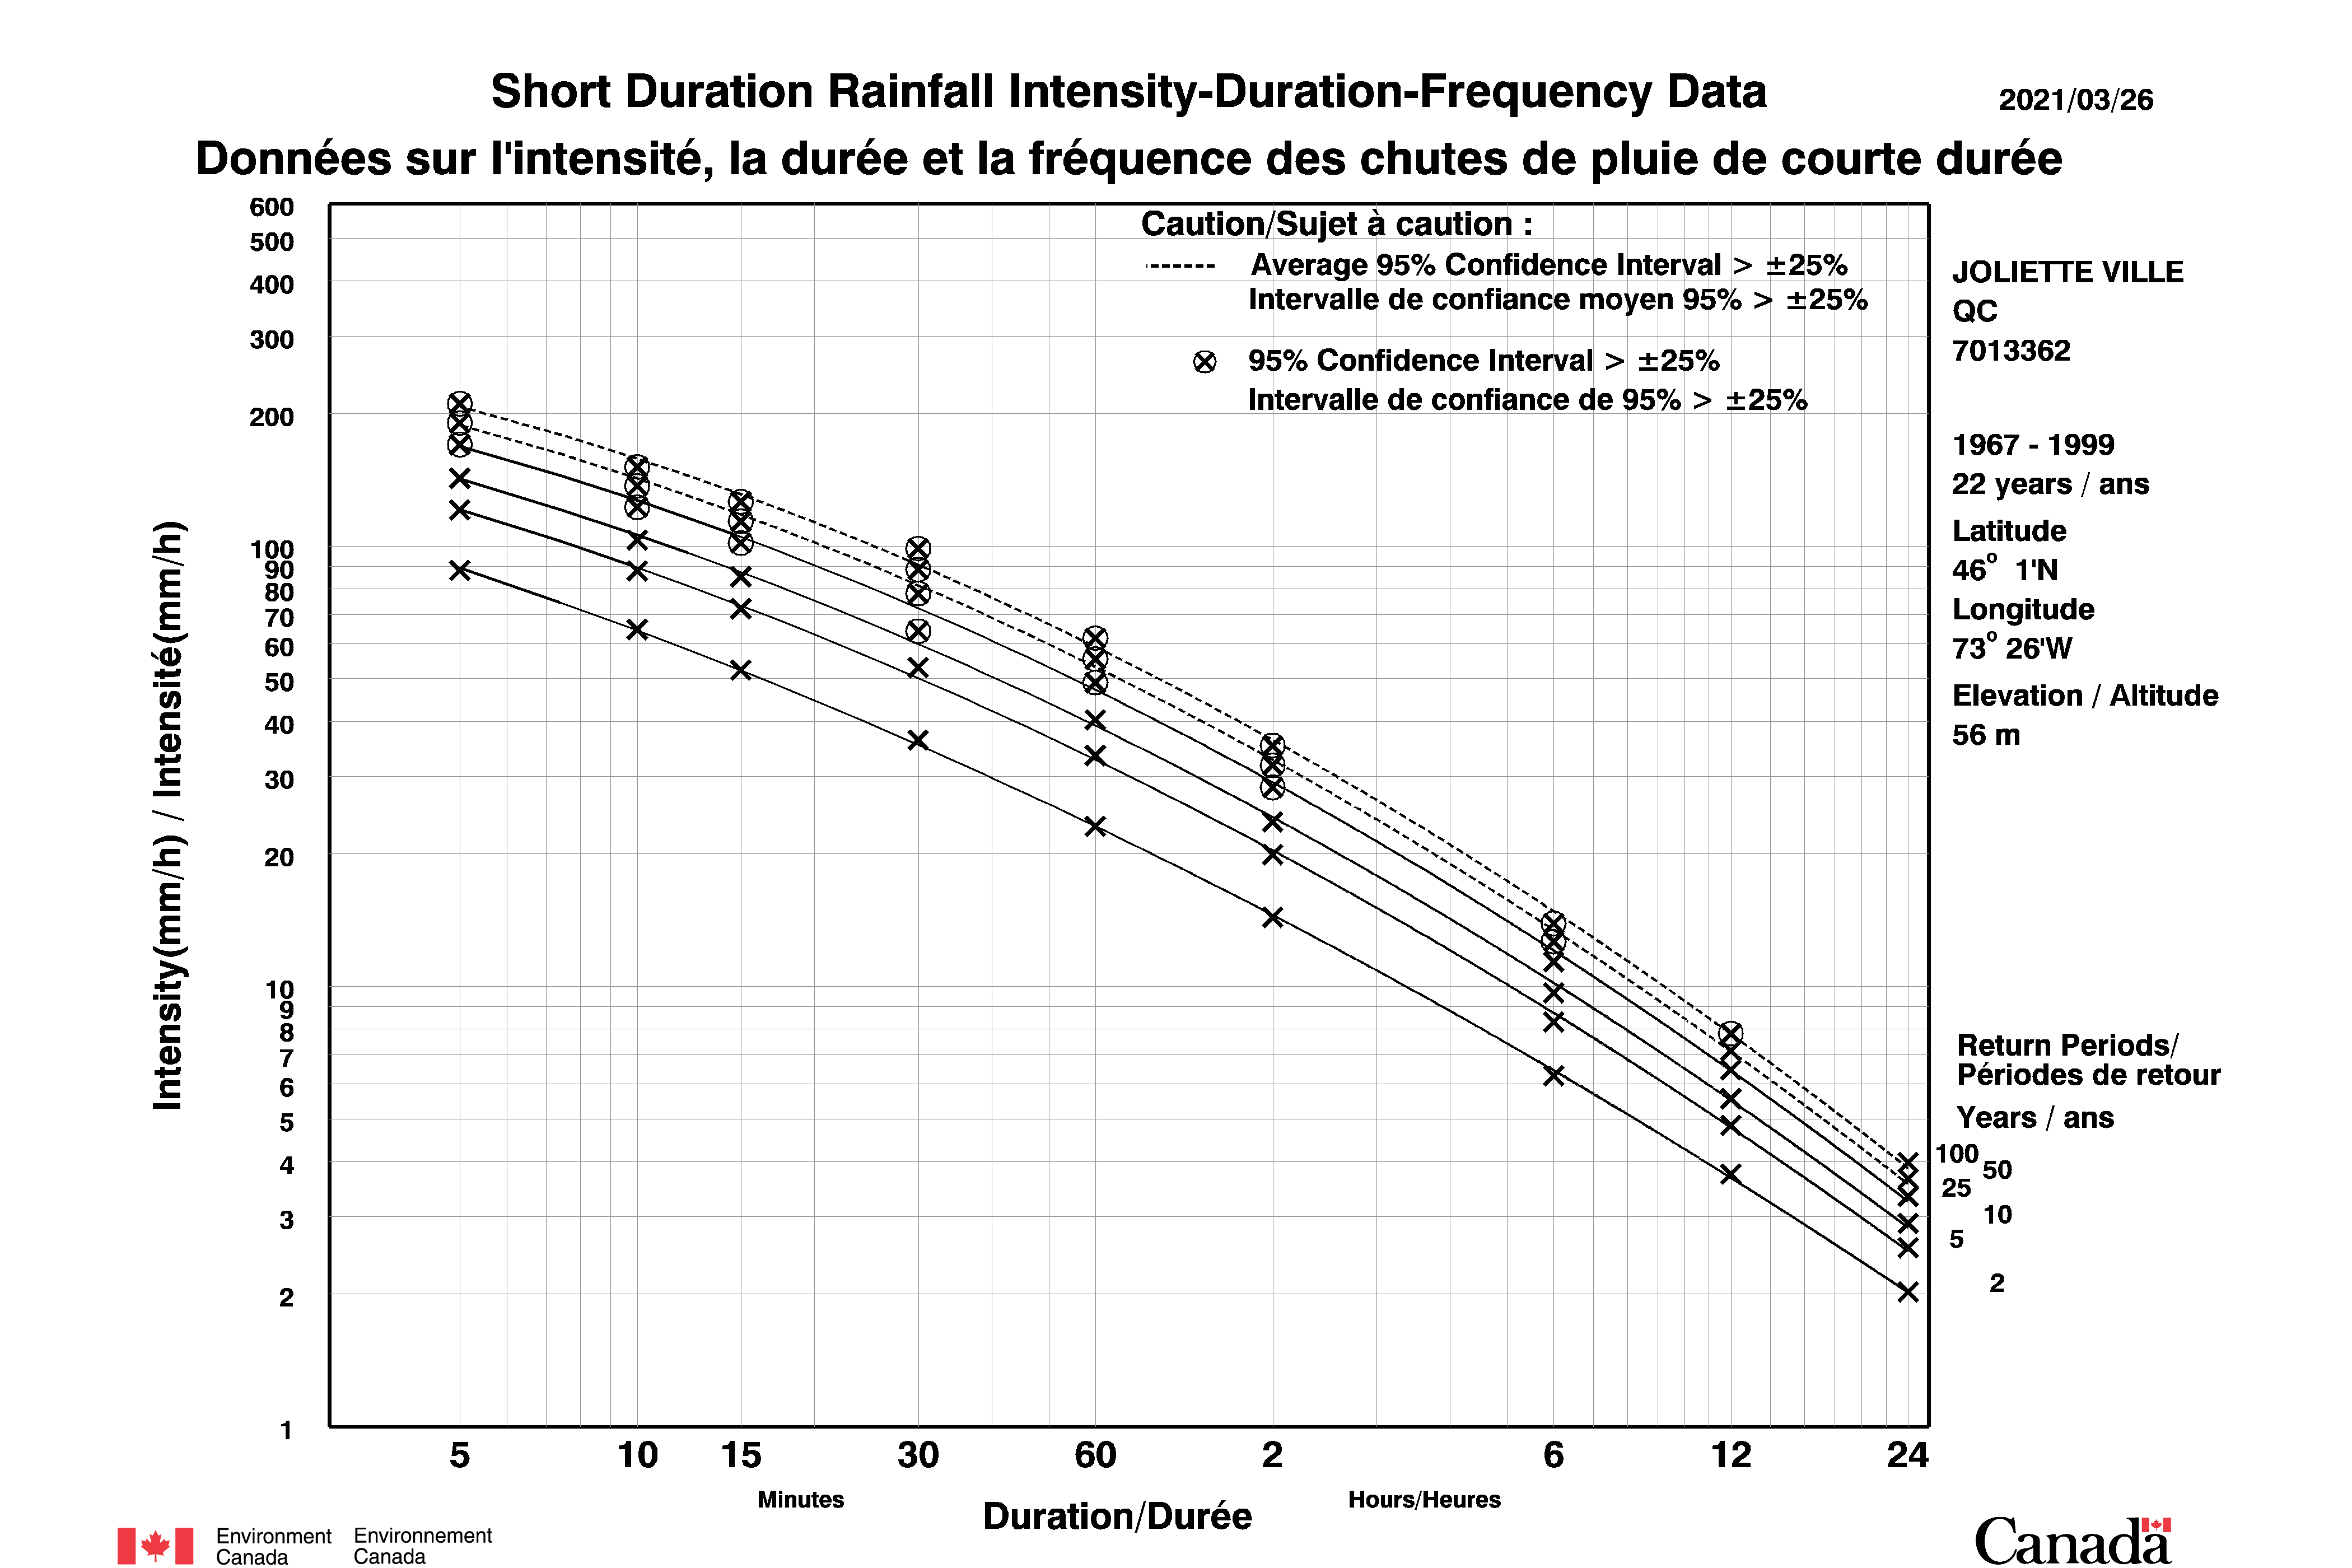 Short Duration Rainfall Intensity-Duration-Frequency Data
2021/03/26
Données sur l'intensité, la durée et la fréquence des chutes de pluie de courte durée
Caution/Sujet à caution :
Average 95% Confidence Interval > ±25%
Intervalle de confiance moyen 95% > ±25%
95% Confidence Interval > ±25%
Intervalle de confiance de 95% > ±25%
JOLIETTE VILLE
QC
7013362
1967 - 1999
22 years / ans
Latitude
46° 1'N
Longitude
73° 26'W
Elevation / Altitude
56 m
Return Periods/
Périodes de retour
Years / ans
100
50
25
10
5
2
Intensity(mm/h) / Intensité(mm/h)
600
500
400
300
200
100
90
80
70
60
50
40
30
20
10
9
8
7
6
5
4
3
2
1
5 10 15 30 60 2 6 12 24
Minutes
Hours/Heures
Duration/Durée
Environment
Canada
Environnement
Canada
Canada